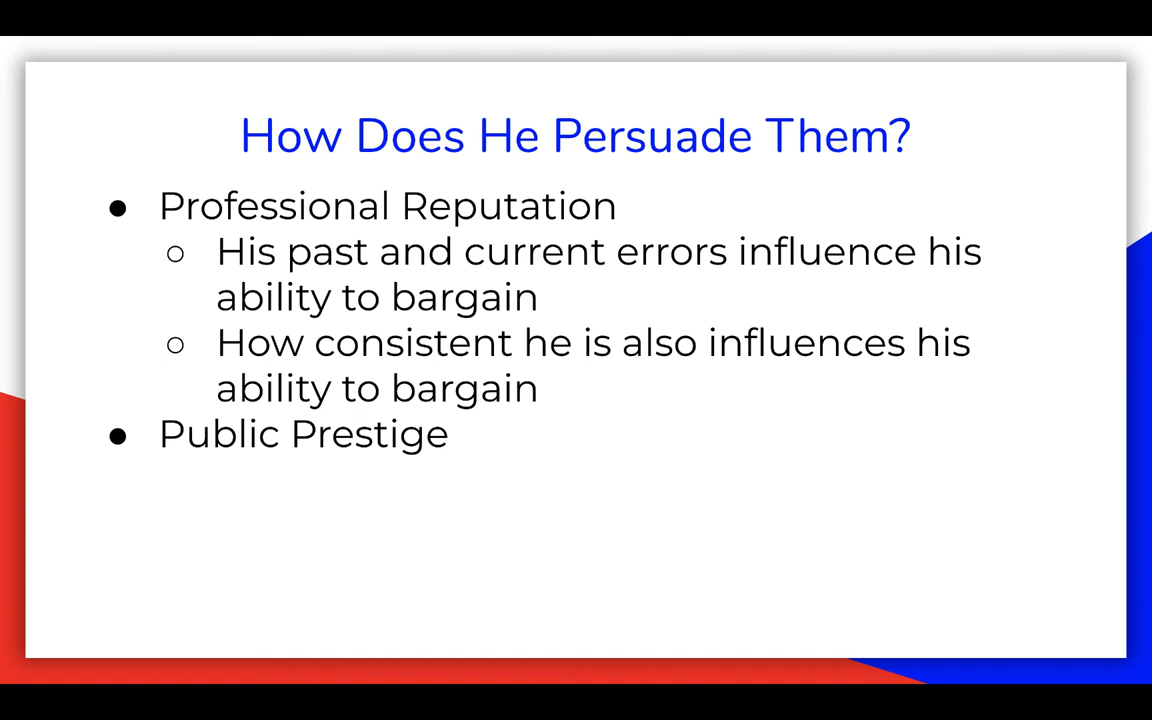 How Does He Persuade Them?
● Professional Reputation
○ His past and current errors influence his
ability to bargain
○ How consistent he is also influences his
ability to bargain
● Public Prestige